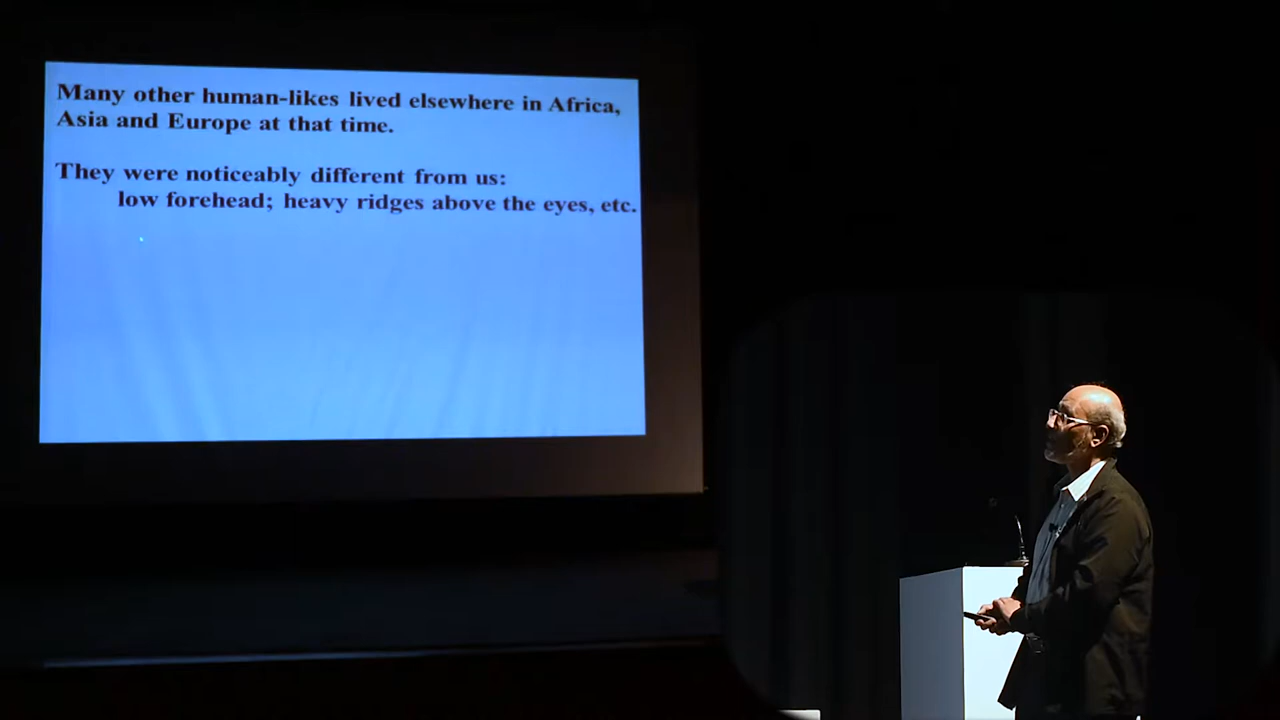 Many other human-likes lived elsewhere in Africa,
Asia and Europe at that time.
They were noticeably different from us:
low forehead; heavy ridges above the eyes, etc.